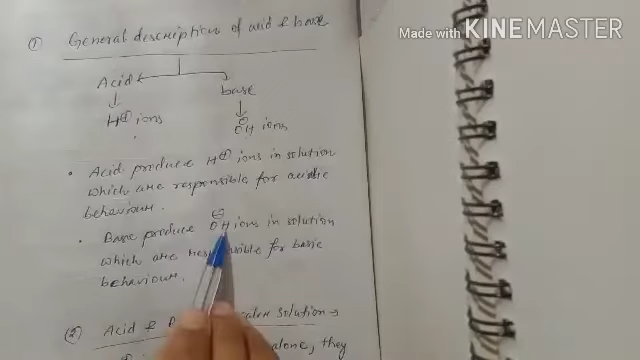 Made with KINEMASTER
① General description of acid & base
Acid base
H⊕ ions ⊖OH ions
• Acid produce H⊕ ions in solution
which are responsible for acidic
behaviour.
• Base produce ⊖OH ions in solution
which are responsible for basic
behaviour.
(2) Acid & solution →
alone, they